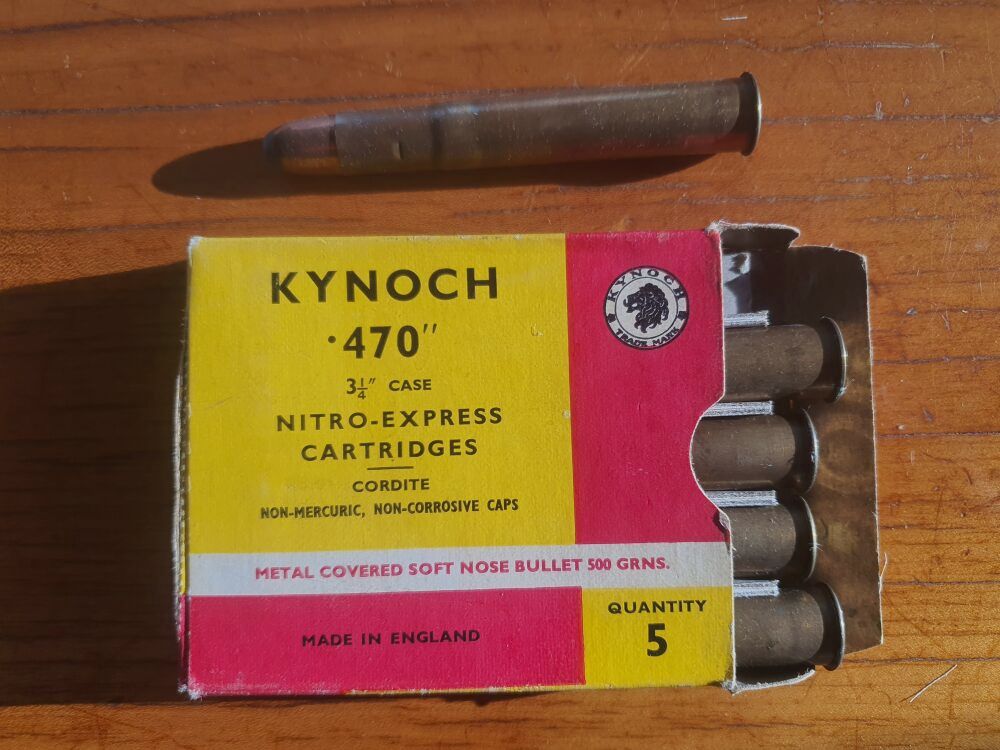 KYNOCH
·470"
3¼" CASE
NITRO-EXPRESS
CARTRIDGES
CORDITE
NON-MERCURIC, NON-CORROSIVE CAPS
METAL COVERED SOFT NOSE BULLET 500 GRNS.
MADE IN ENGLAND
KYNOCH
TRADE MARK
QUANTITY
5